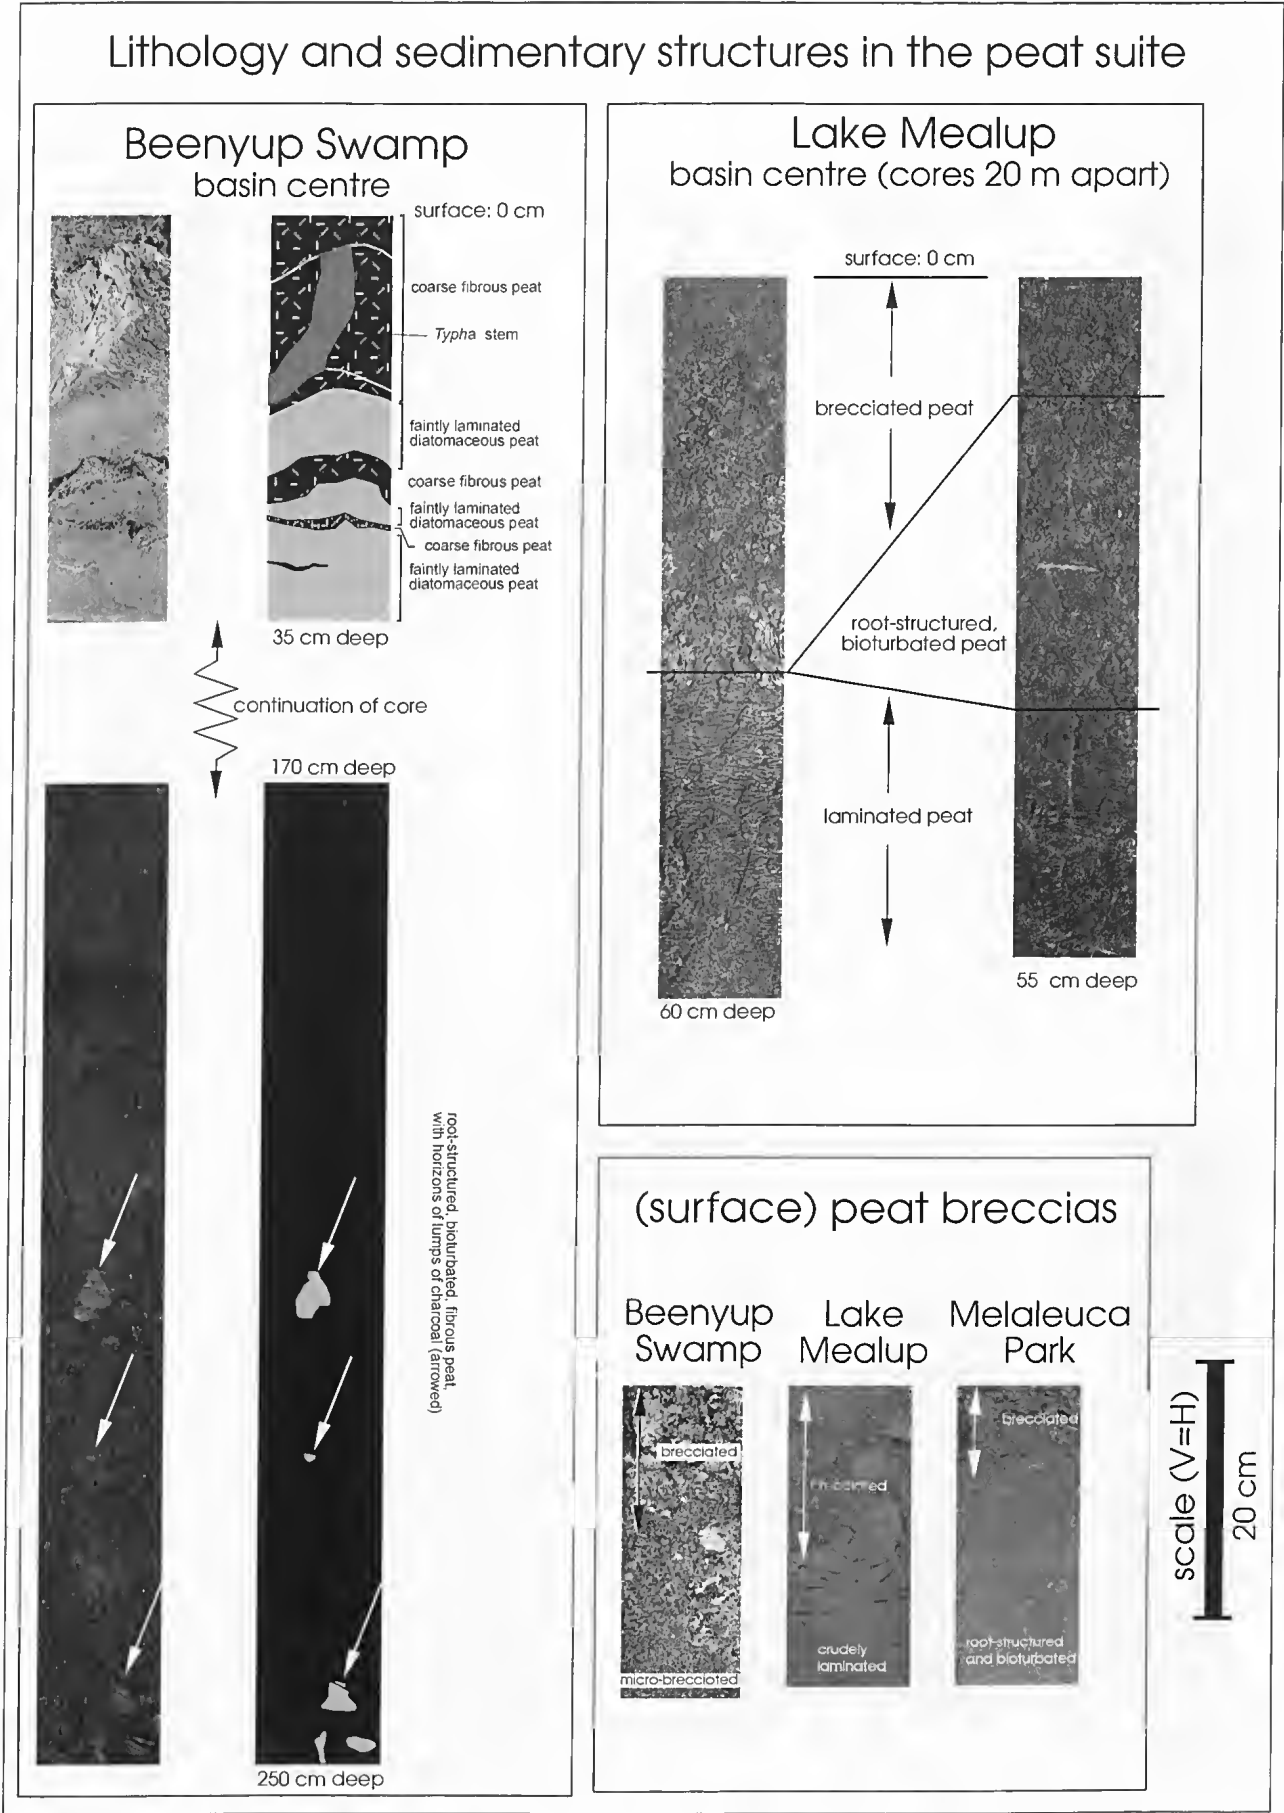 Lithology and sedimentary structures in the peat suite
Beenyup Swamp
basin centre
surface: 0 cm
coarse fibrous peat
Typha stem
faintly laminated
diatomaceous peat
coarse fibrous peat
faintly laminated
diatomaceous peat
coarse fibrous peat
faintly laminated
diatomaceous peat
35 cm deep
continuation of core
170 cm deep
root-structured, bioturbated, fibrous peat,
with horizons of lumps of charcoal (arrowed)
250 cm deep
Lake Mealup
basin centre (cores 20 m apart)
surface: 0 cm
brecciated peat
root-structured,
bioturbated peat
laminated peat
60 cm deep
55 cm deep
(surface) peat breccias
Beenyup
Swamp
brecciated
micro-brecciated
Lake
Mealup
brecciated
crudely
laminated
Melaleuca
Park
brecciated
root-structured
and bioturbated
scale (V=H)
20 cm